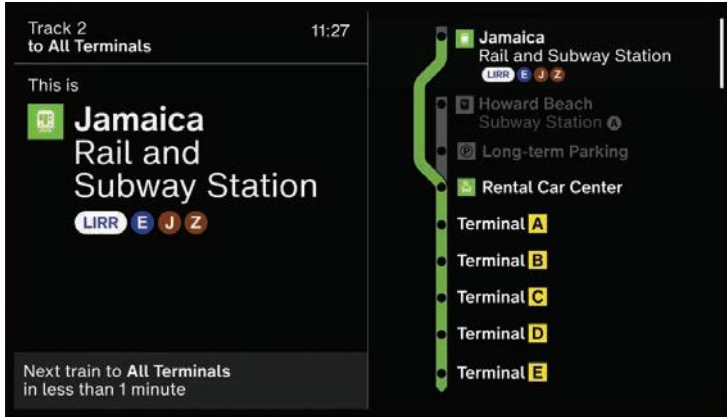 Track 2
to All Terminals
11:27
This is
Jamaica
Rail and
Subway Station
LIRR E J Z
Next train to All Terminals
in less than 1 minute
Jamaica
Rail and Subway Station
LIRR E J Z
Howard Beach
Subway Station A
P Long-term Parking
Rental Car Center
Terminal A
Terminal B
Terminal C
Terminal D
Terminal E